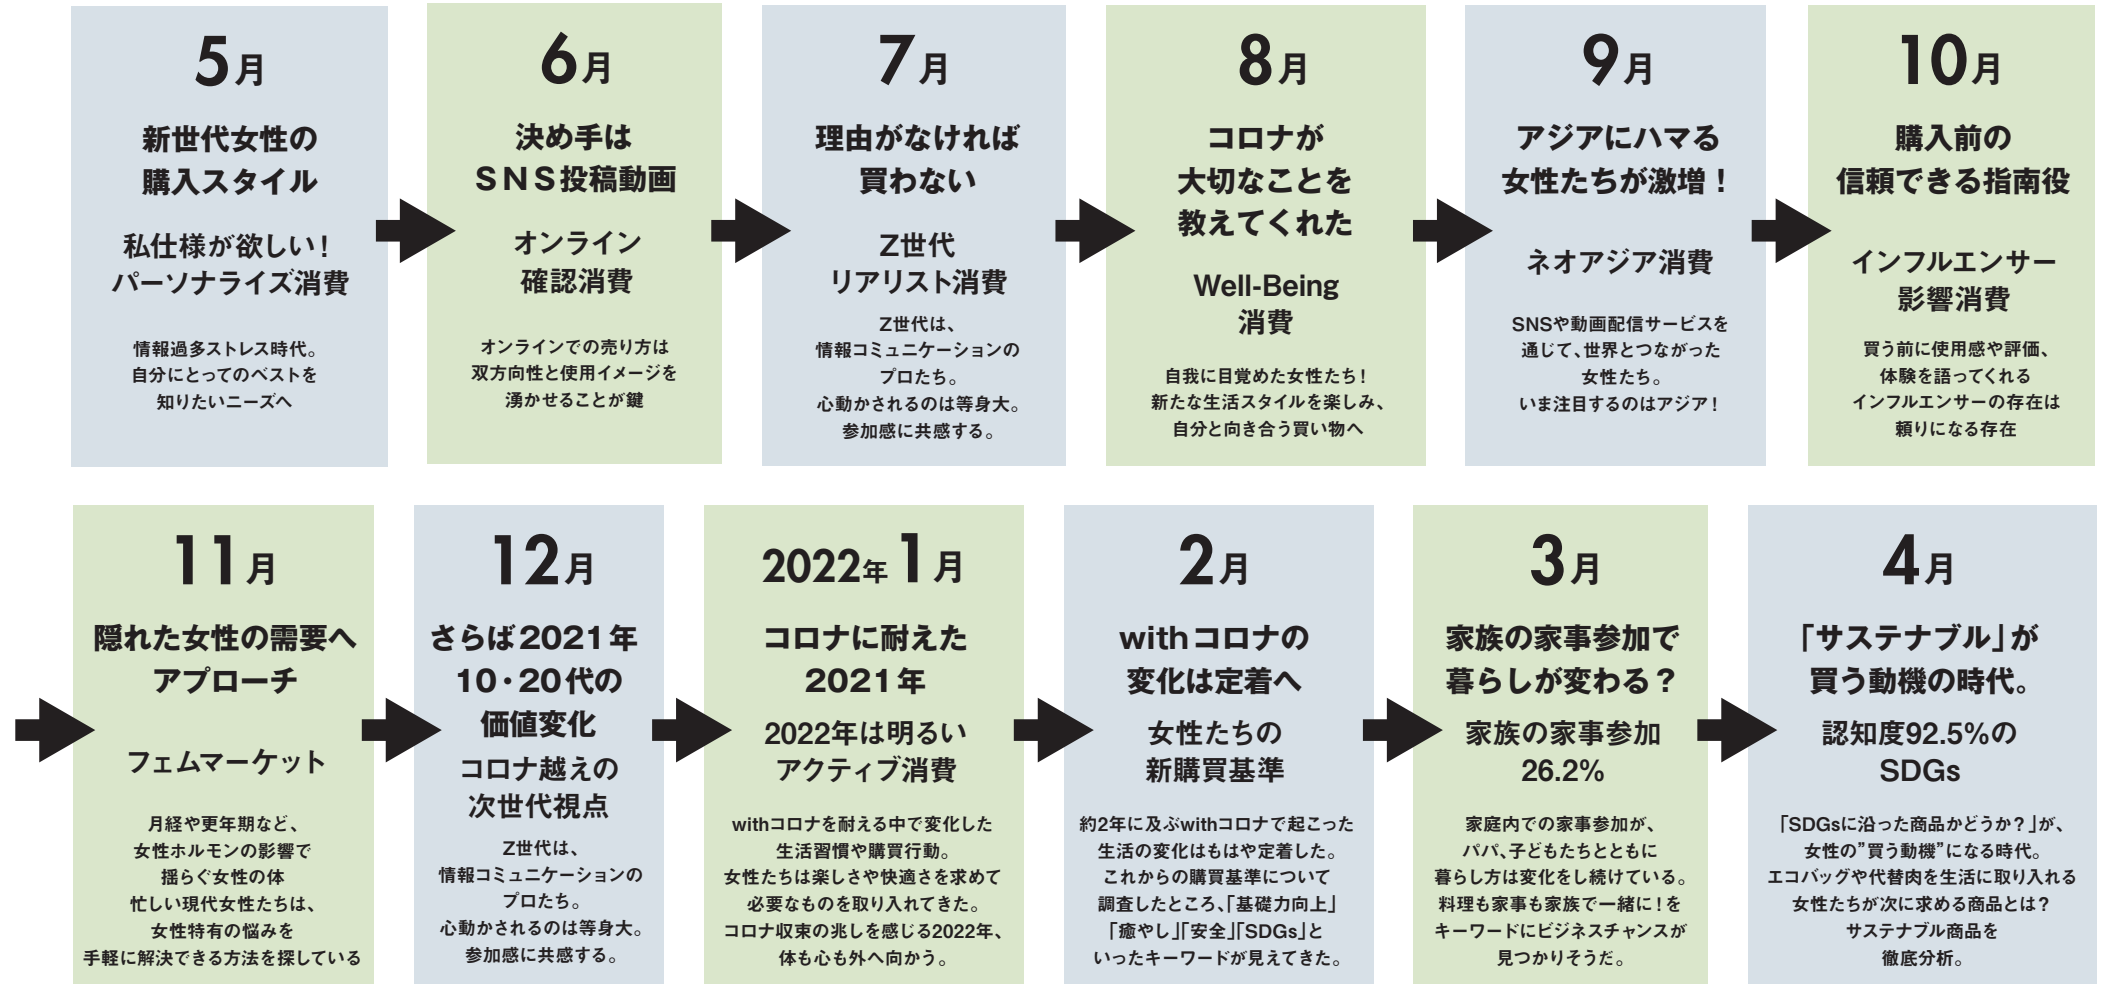 5月
新世代女性の
購入スタイル
私仕様が欲しい！
パーソナライズ消費
情報過多ストレス時代。
自分にとってのベストを
知りたいニーズへ
6月
決め手は
SNS投稿動画
オンライン
確認消費
オンラインでの売り方は
双方向性と使用イメージを
湧かせることが鍵
7月
理由がなければ
買わない
Z世代
リアリスト消費
Z世代は、
情報コミュニケーションの
プロたち。
心動かされるのは等身大。
参加感に共感する。
8月
コロナが
大切なことを
教えてくれた
Well-Being
消費
自我に目覚めた女性たち！
新たな生活スタイルを楽しみ、
自分と向き合う買い物へ
9月
アジアにハマる
女性たちが激増！
ネオアジア消費
SNSや動画配信サービスを
通じて、世界とつながった
女性たち。
いま注目するのはアジア！
10月
購入前の
信頼できる指南役
インフルエンサー
影響消費
買う前に使用感や評価、
体験を語ってくれる
インフルエンサーの存在は
頼りになる存在
11月
隠れた女性の需要へ
アプローチ
フェムマーケット
月経や更年期など、
女性ホルモンの影響で
揺らぐ女性の体
忙しい現代女性たちは、
女性特有の悩みを
手軽に解決できる方法を探している
12月
さらば2021年
10・20代の
価値変化
コロナ越えの
次世代視点
Z世代は、
情報コミュニケーションの
プロたち。
心動かされるのは等身大。
参加感に共感する。
2022年1月
コロナに耐えた
2021年
2022年は明るい
アクティブ消費
withコロナを耐える中で変化した
生活習慣や購買行動。
女性たちは楽しさや快適さを求めて
必要なものを取り入れてきた。
コロナ収束の兆しを感じる2022年、
体も心も外へ向かう。
2月
withコロナの
変化は定着へ
女性たちの
新購買基準
約2年に及ぶwithコロナで起こった
生活の変化はもはや定着した。
これからの購買基準について
調査したところ、「基礎力向上」
「癒やし」「安全」「SDGs」と
いったキーワードが見えてきた。
3月
家族の家事参加で
暮らしが変わる？
家族の家事参加
26.2%
家庭内での家事参加が、
パパ、子どもたちとともに
暮らし方は変化をし続けている。
料理も家事も家族で一緒に！を
キーワードにビジネスチャンスが
見つかりそうだ。
4月
「サステナブル」が
買う動機の時代。
認知度92.5%の
SDGs
「SDGsに沿った商品かどうか？」が、
女性の”買う動機”になる時代。
エコバッグや代替肉を生活に取り入れる
女性たちが次に求める商品とは？
サステナブル商品を
徹底分析。